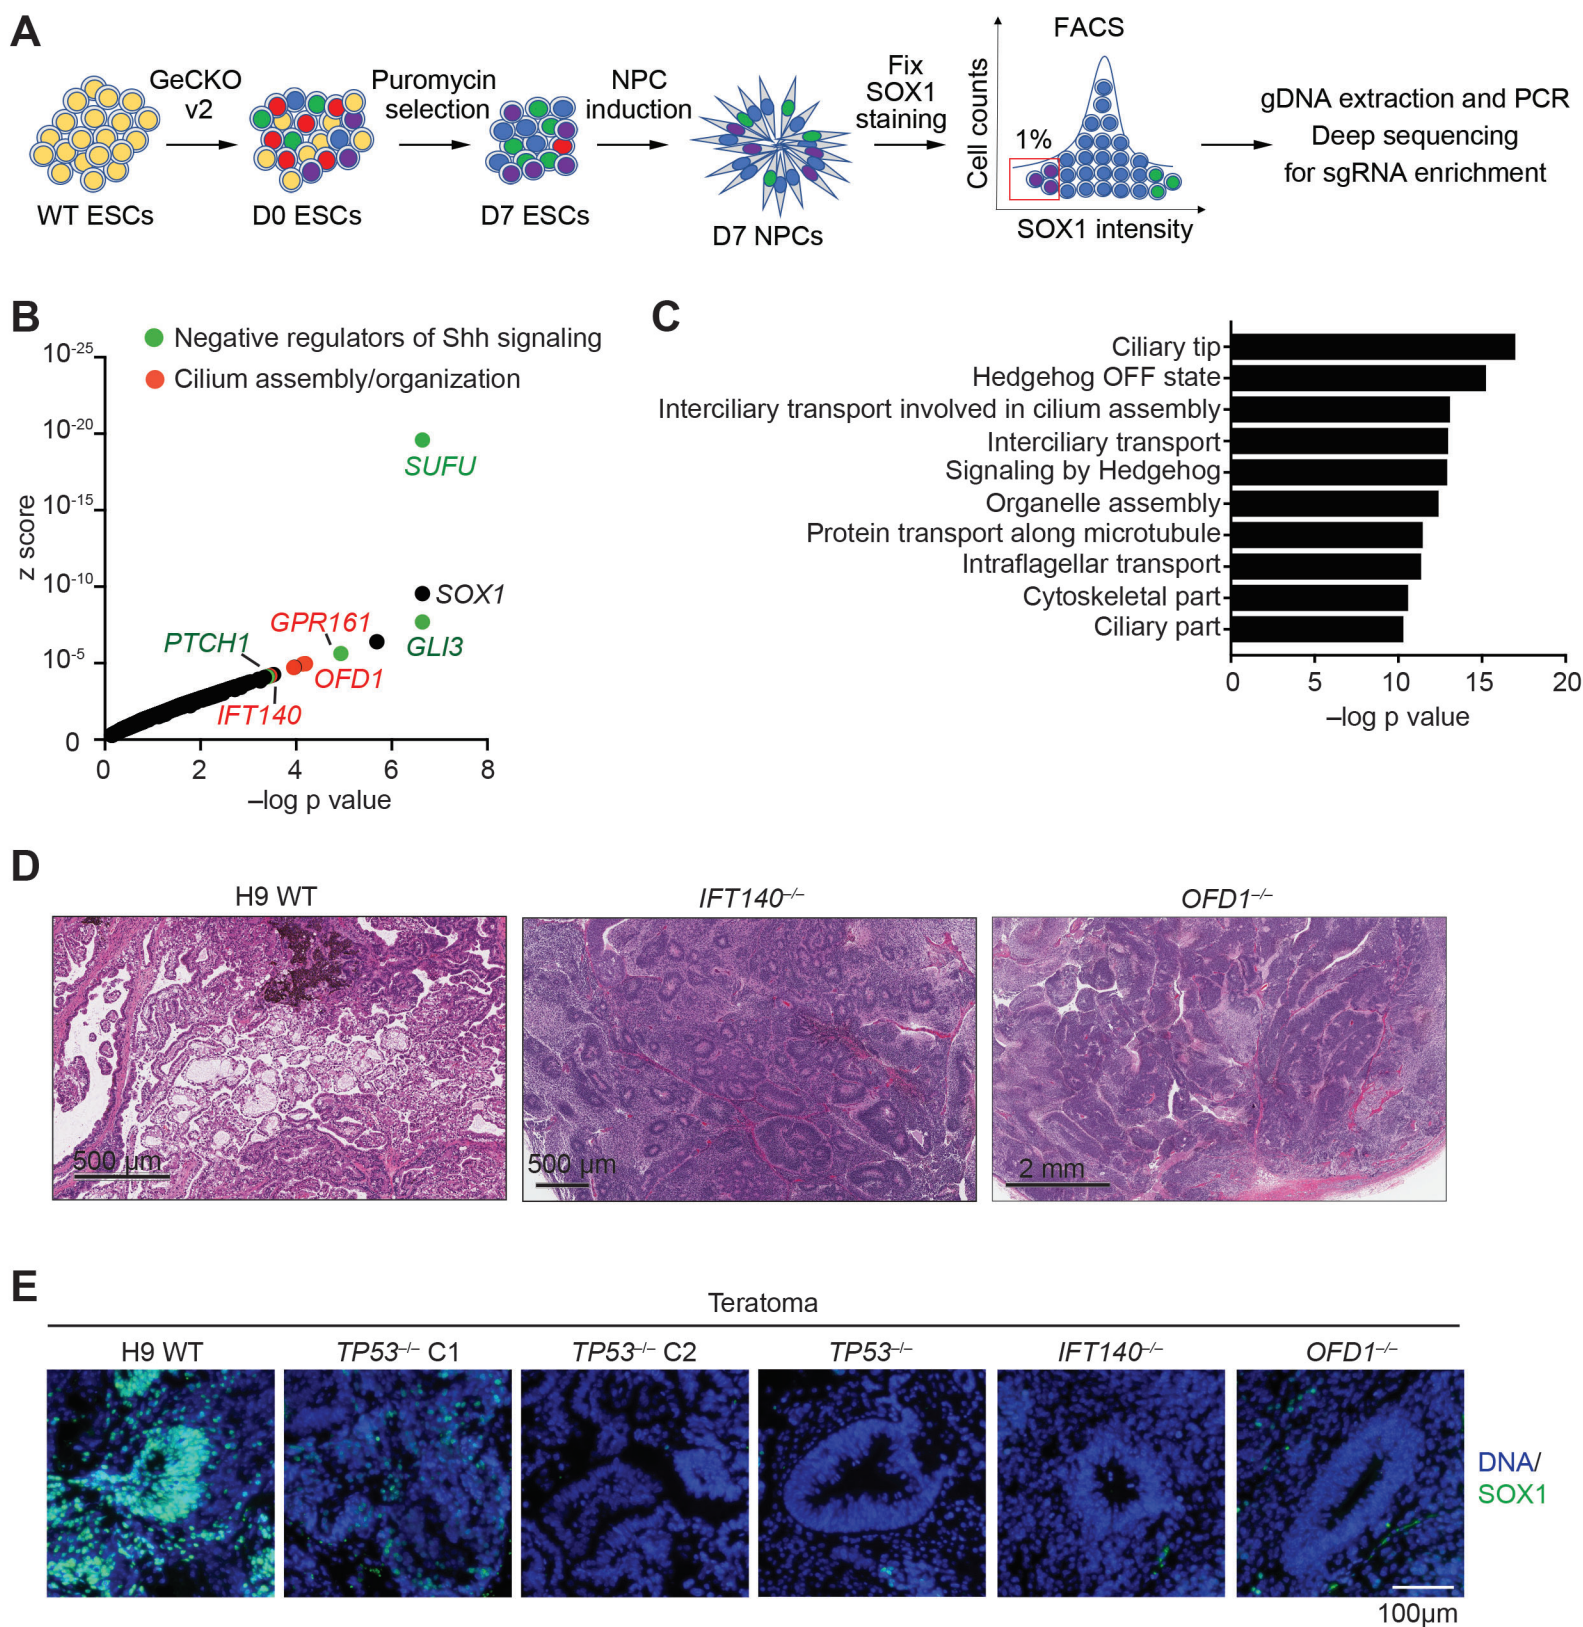 A
GeCKO
v2
Puromycin
selection
NPC
induction
Fix
SOX1
staining
FACS
Cell counts
1%
SOX1 intensity
gDNA extraction and PCR
Deep sequencing
for sgRNA enrichment
WT ESCs
D0 ESCs
D7 ESCs
D7 NPCs
B
Negative regulators of Shh signaling
Cilium assembly/organization
z score
10-25
10-20
10-15
10-10
10-5
0
SUFU
SOX1
GLI3
GPR161
PTCH1
OFD1
IFT140
0 2 4 6 8
–log p value
C
Ciliary tip
Hedgehog OFF state
Interciliary transport involved in cilium assembly
Interciliary transport
Signaling by Hedgehog
Organelle assembly
Protein transport along microtubule
Intraflagellar transport
Cytoskeletal part
Ciliary part
0 5 10 15 20
–log p value
D
H9 WT
IFT140–/–
OFD1–/–
500 µm
500 µm
2 mm
E
Teratoma
H9 WT
TP53–/– C1
TP53–/– C2
TP53–/–
IFT140–/–
OFD1–/–
DNA/
SOX1
100µm